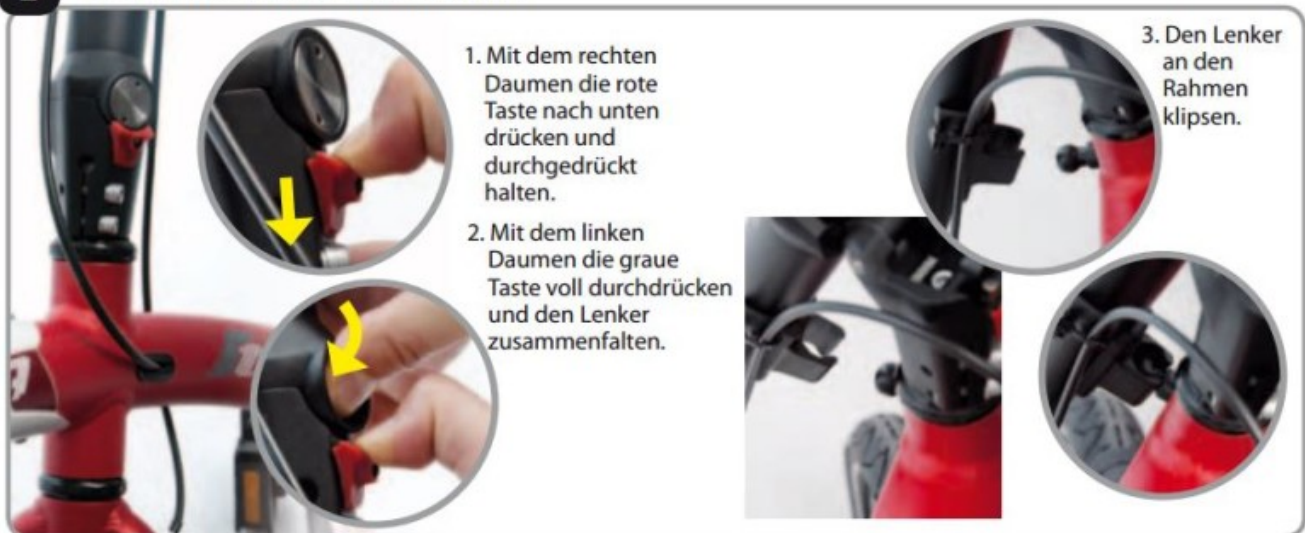 1. Mit dem rechten
Daumen die rote
Taste nach unten
drücken und
durchgedrückt
halten.
2. Mit dem linken
Daumen die graue
Taste voll durchdrücken
und den Lenker
zusammenfalten.
3. Den Lenker
an den
Rahmen
klipsen.